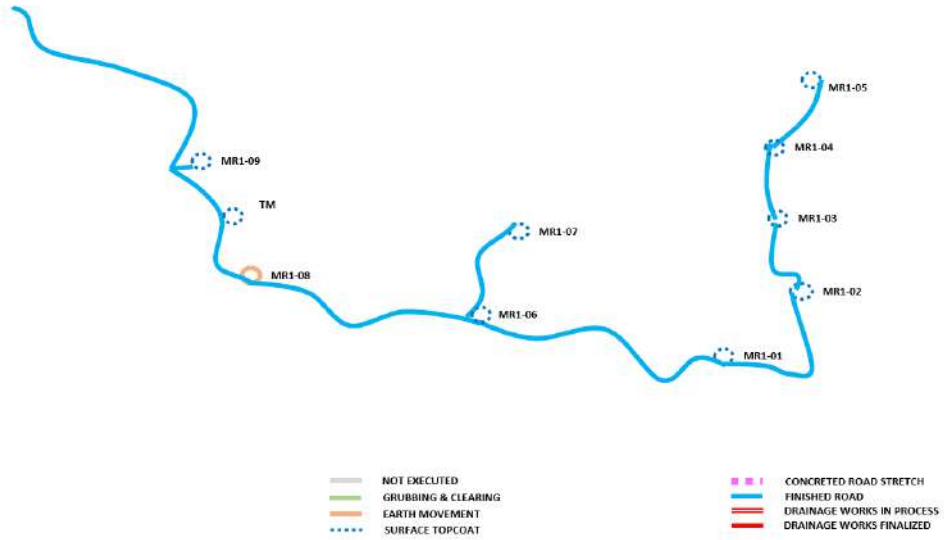 MR1-05
MR1-04
MR1-09
TM
MR1-03
MR1-07
MR1-08
MR1-02
MR1-06
MR1-01
NOT EXECUTED
GRUBBING & CLEARING
EARTH MOVEMENT
SURFACE TOPCOAT
CONCRETED ROAD STRETCH
FINISHED ROAD
DRAINAGE WORKS IN PROCESS
DRAINAGE WORKS FINALIZED